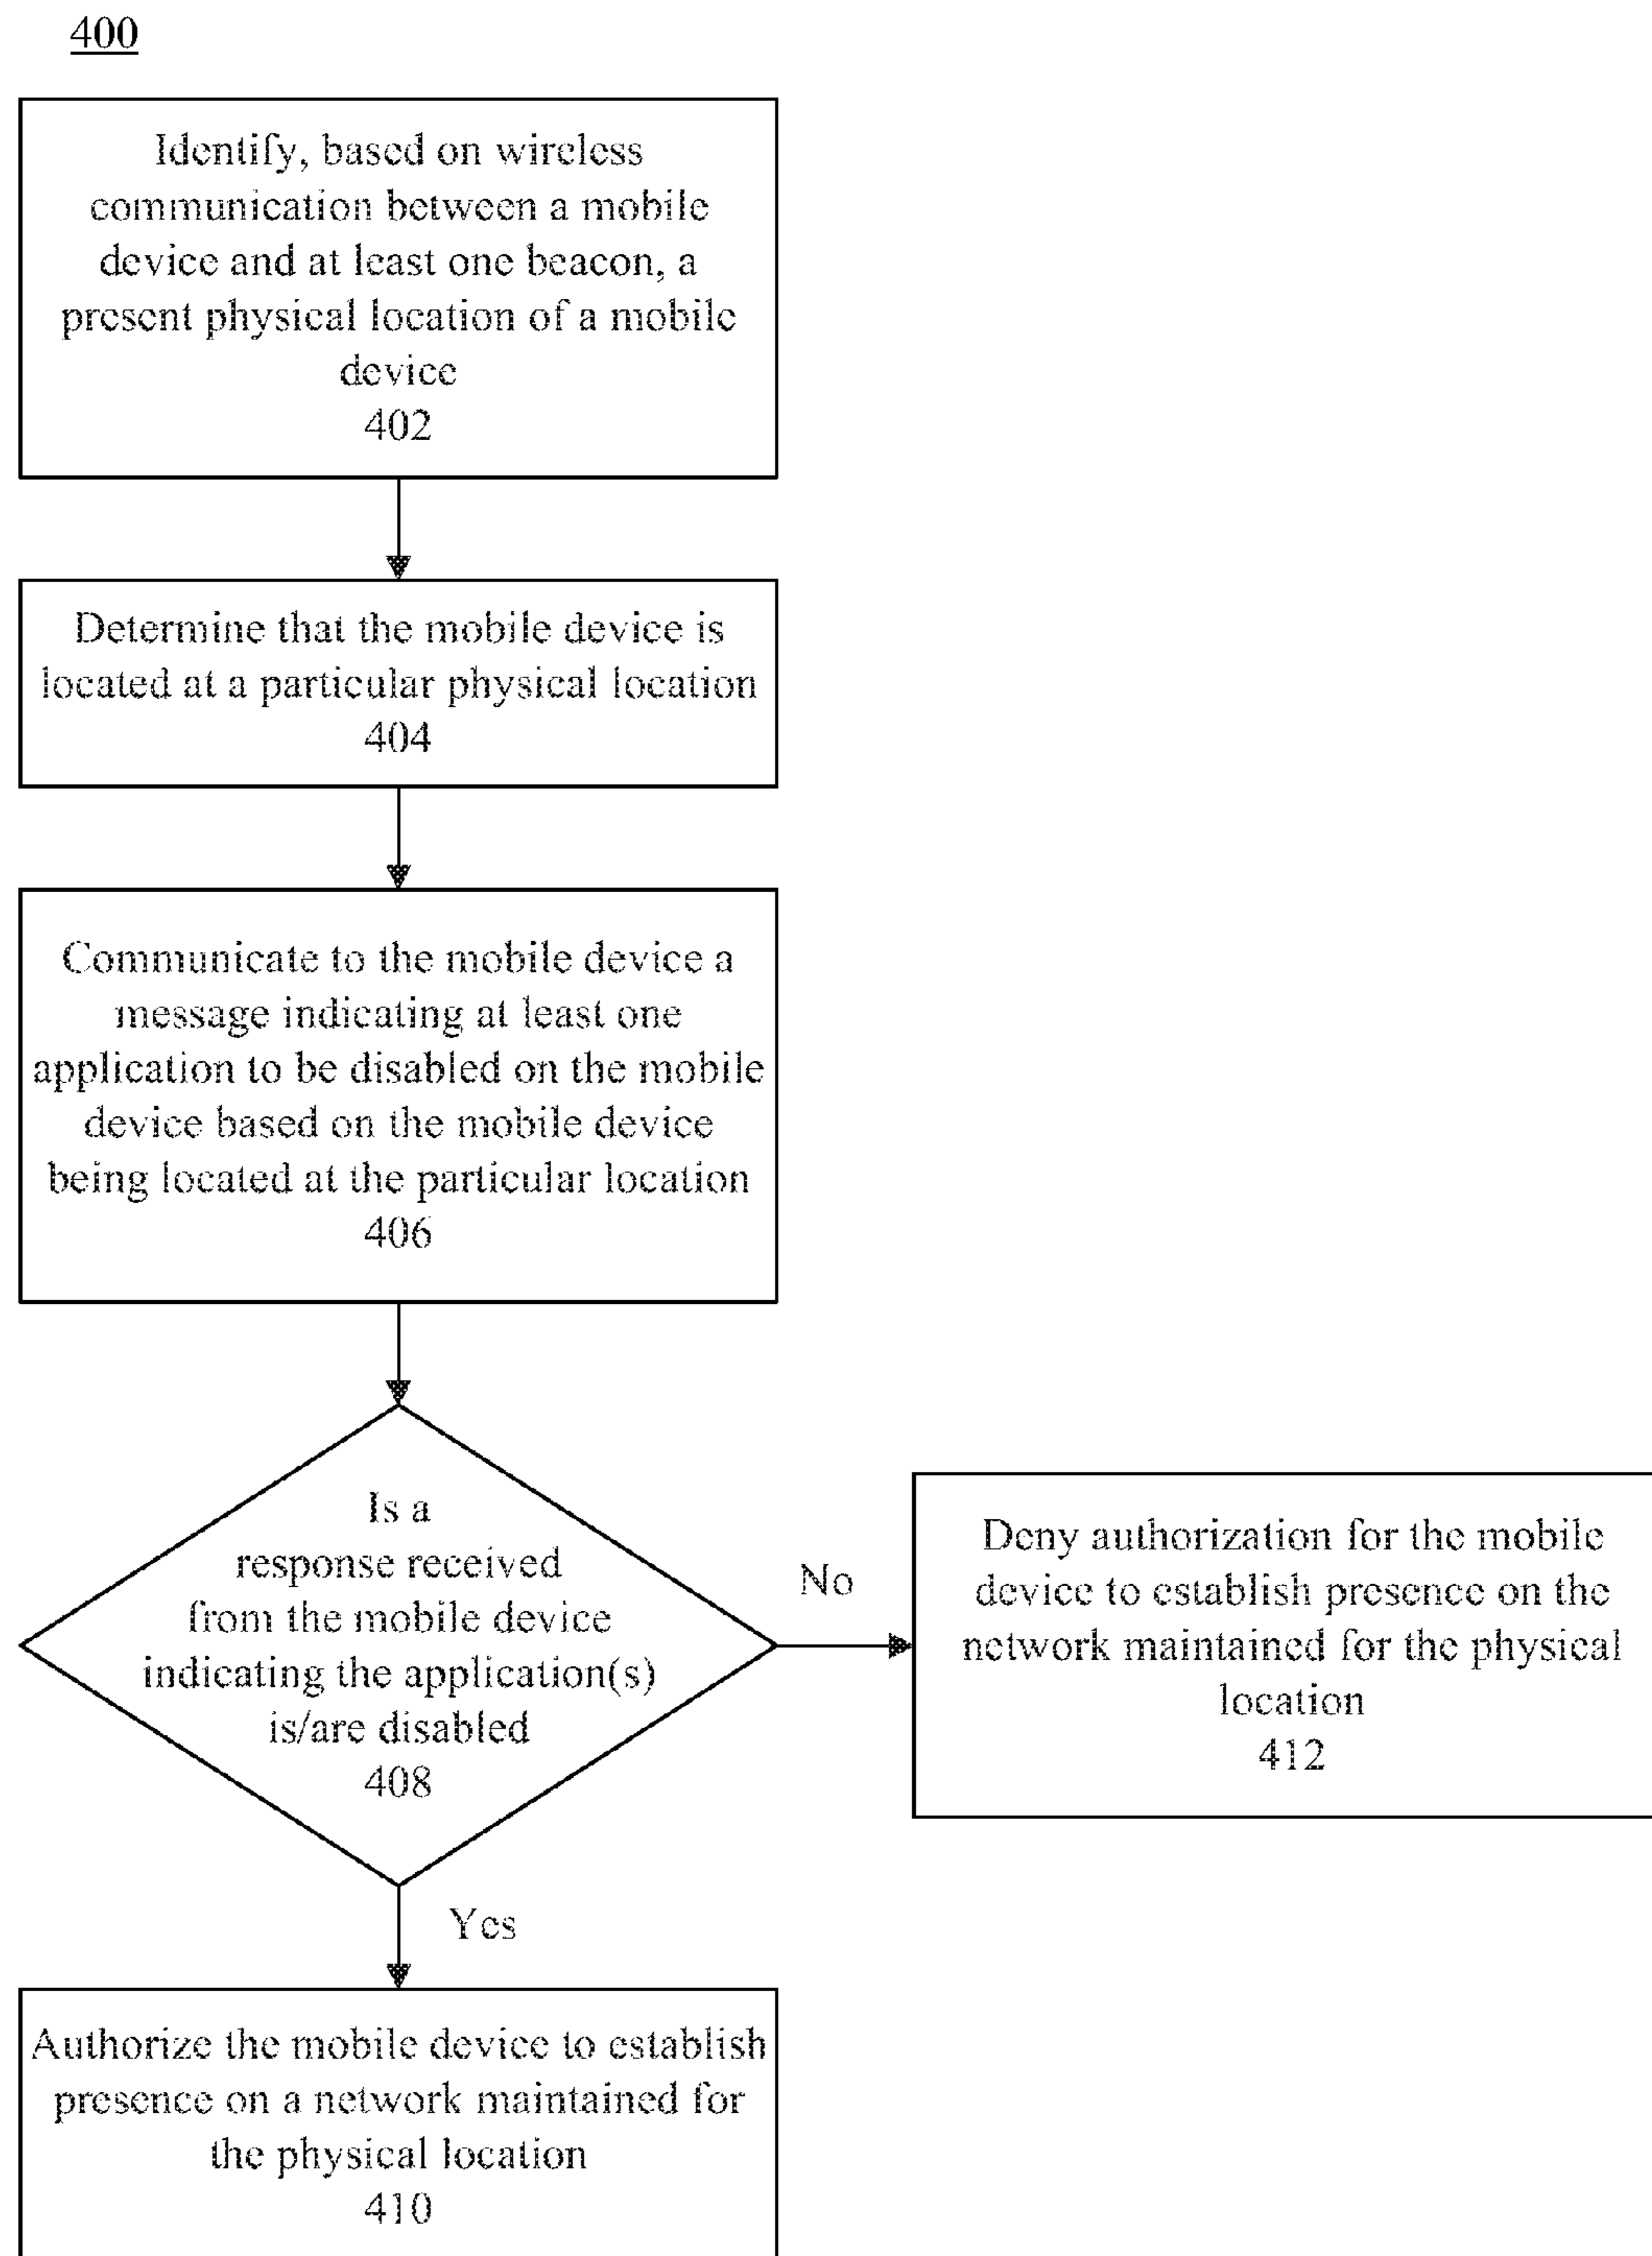 400
Identify, based on wireless
communication between a mobile
device and at least one beacon, a
present physical location of a mobile
device
402
Determine that the mobile device is
located at a particular physical location
404
Communicate to the mobile device a
message indicating at least one
application to be disabled on the mobile
device based on the mobile device
being located at the particular location
406
Is a
response received
from the mobile device
indicating the application(s)
is/are disabled
408
No
Deny authorization for the mobile
device to establish presence on the
network maintained for the physical
location
412
Yes
Authorize the mobile device to establish
presence on a network maintained for
the physical location
410